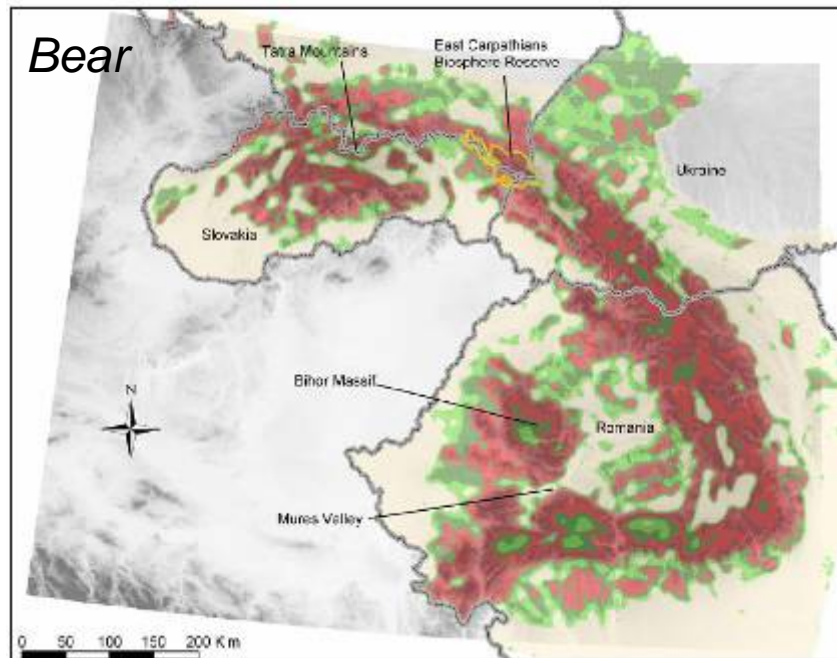 Bear
Tatra Mountains
East Carpathians
Biosphere Reserve
Ukraine
Slovakia
Bihor Massif
Romania
Mures Valley
N
0 50 100 150 200 Km